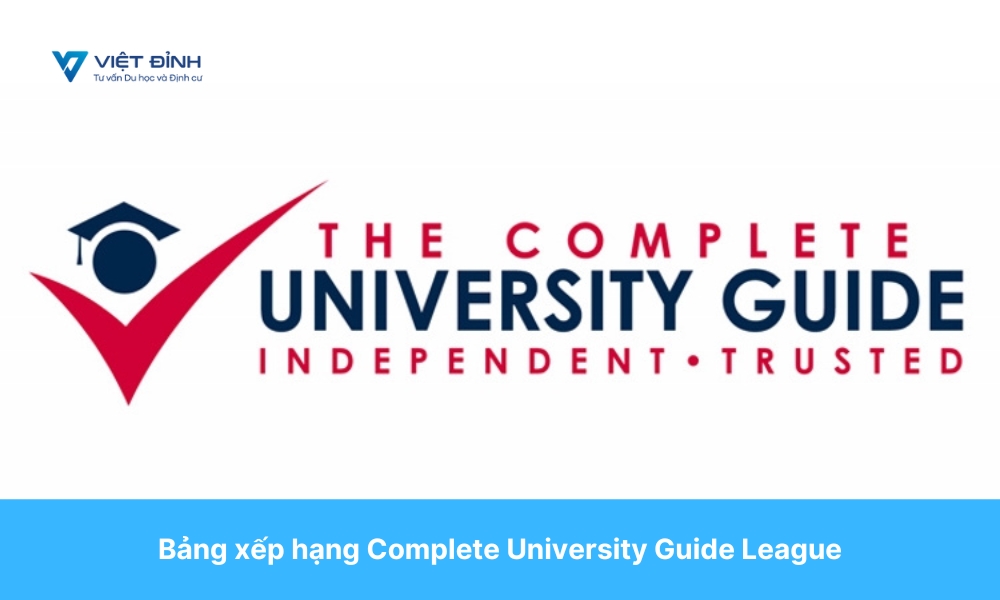 VIỆT ĐỈNH
Tư vấn Du học và Định cư
THE COMPLETE
UNIVERSITY GUIDE
INDEPENDENT • TRUSTED
Bảng xếp hạng Complete University Guide League